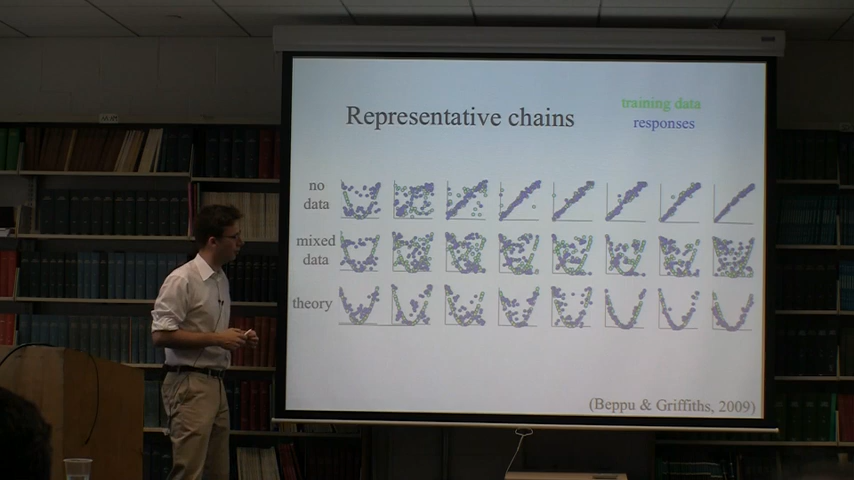 Representative chains
training data
responses
no
data
mixed
data
theory
(Beppu & Griffiths, 2009)